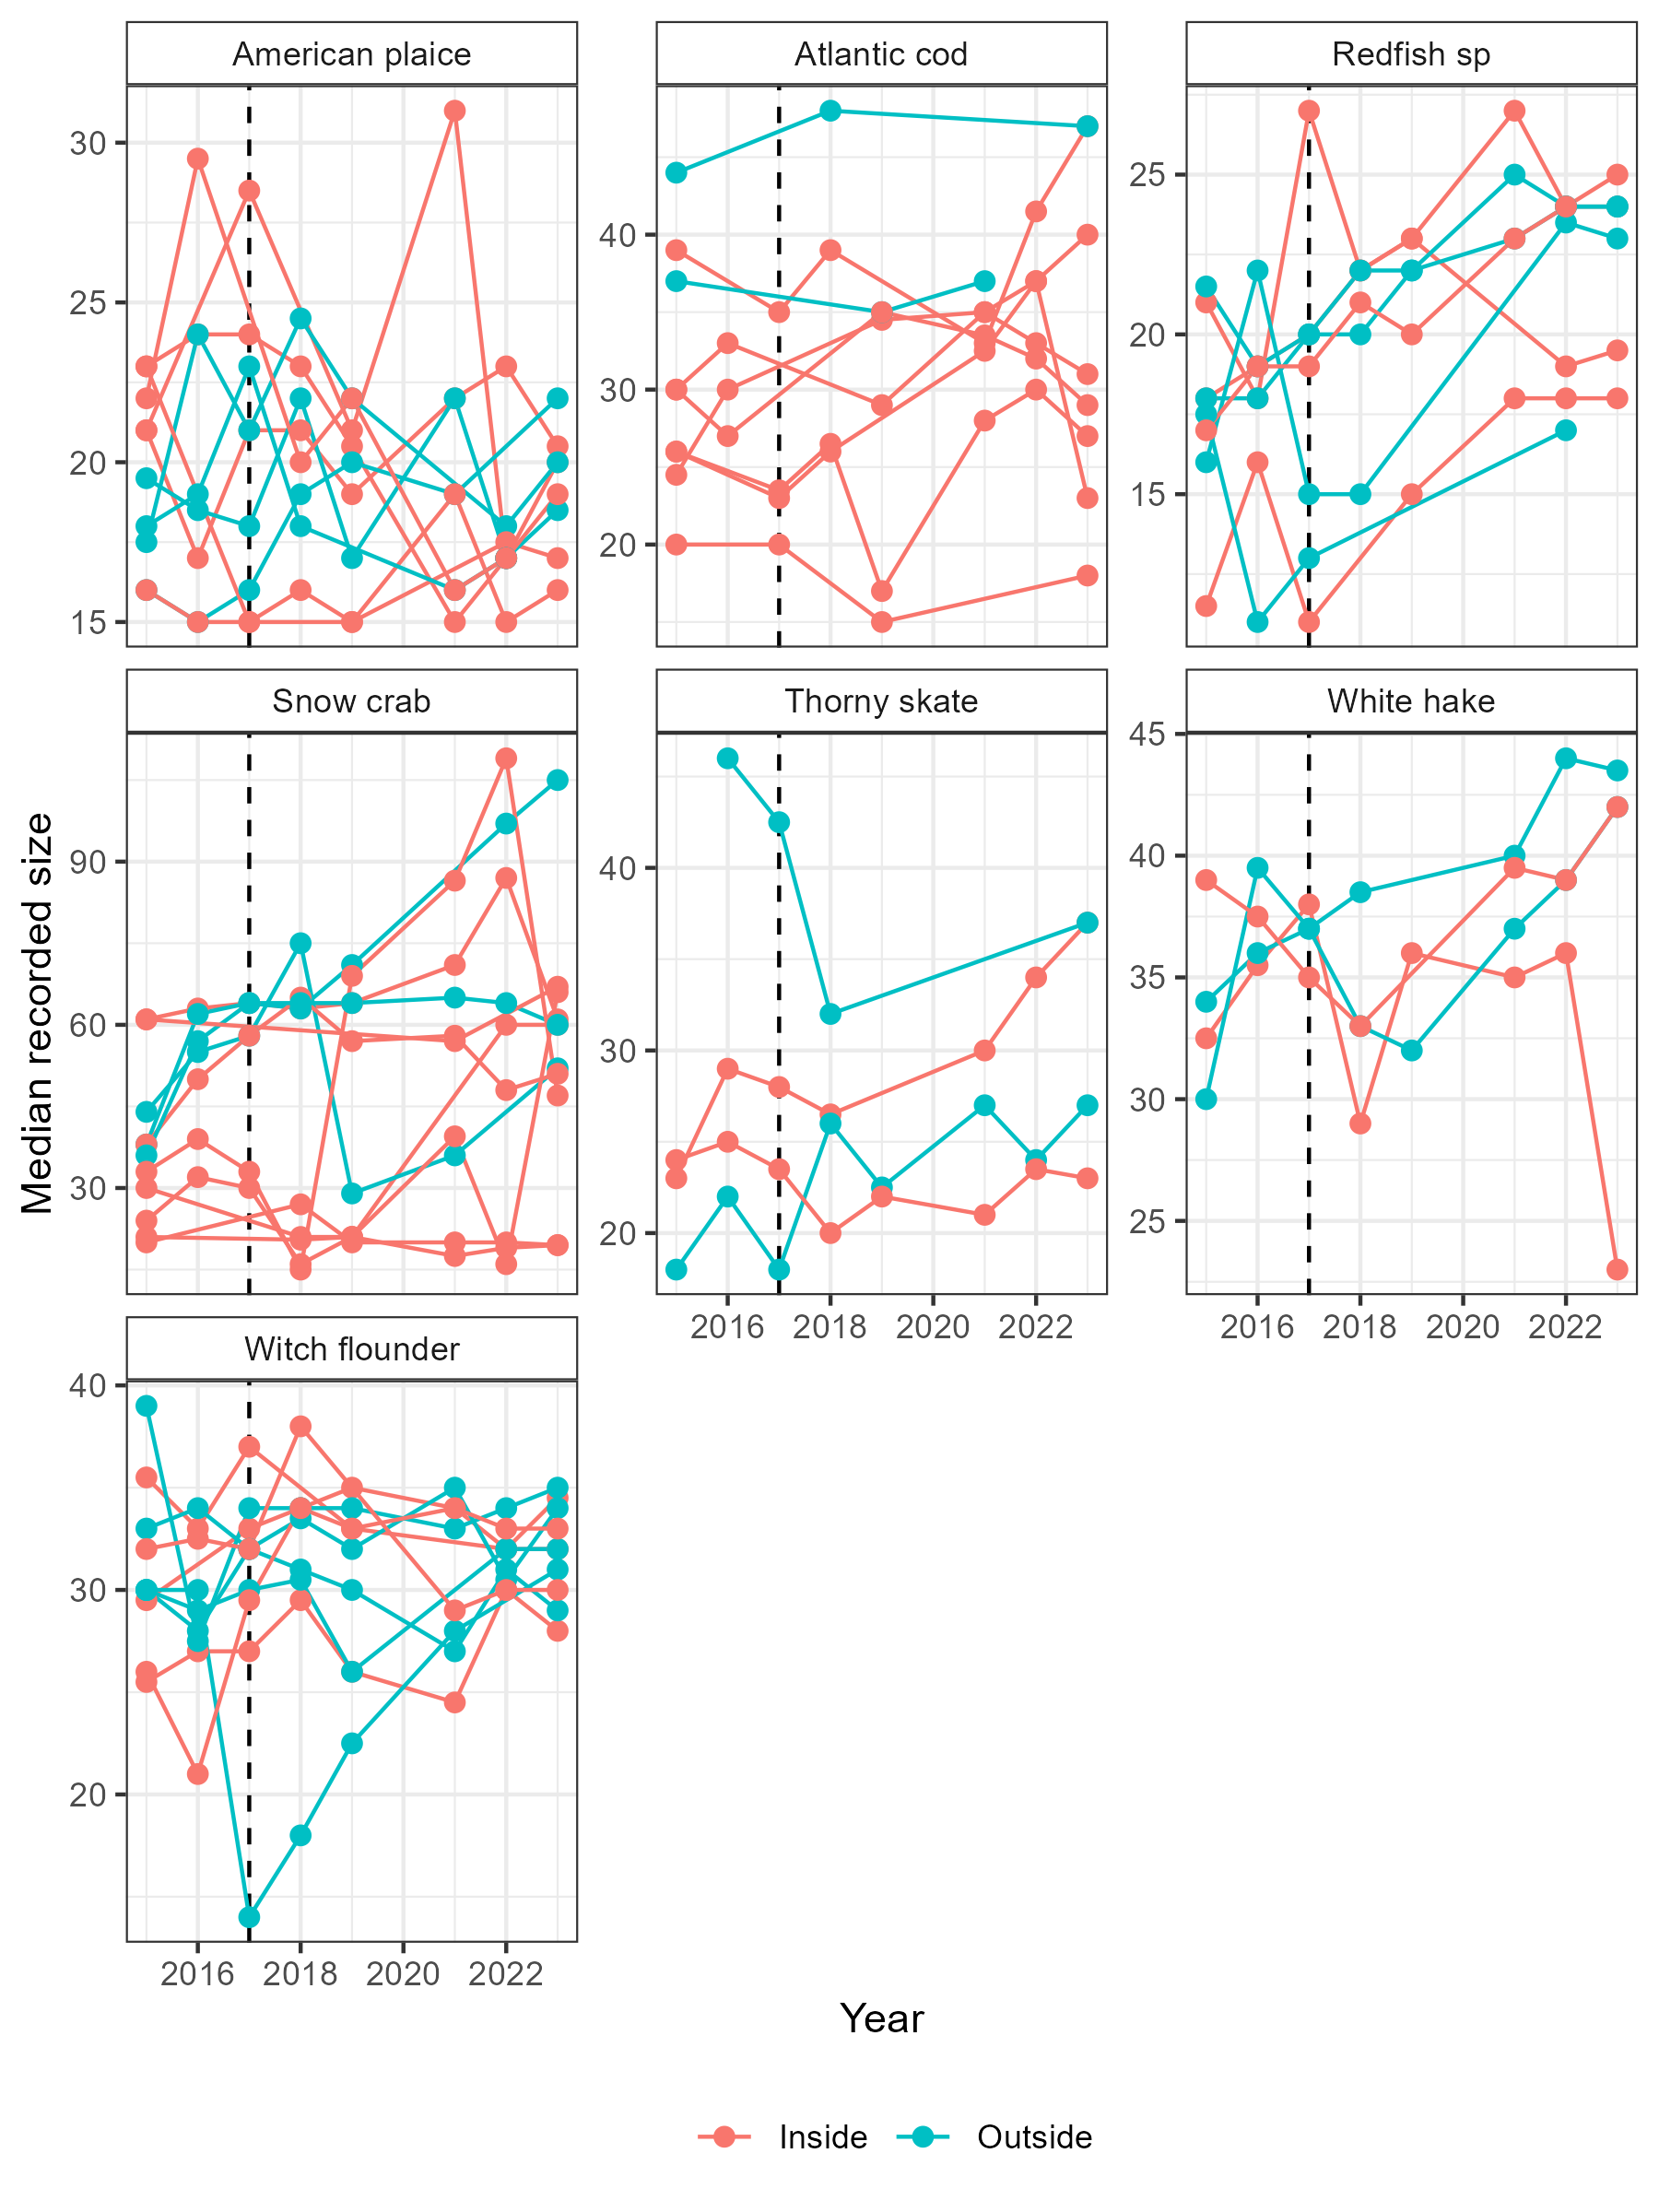 American plaice
Atlantic cod
Redfish sp
30
25
20
15
40
30
20
25
20
15
Snow crab
Thorny skate
White hake
90
60
30
40
30
20
45
40
35
30
25
2016 2018 2020 2022
2016 2018 2020 2022
Witch flounder
40
30
20
2016 2018 2020 2022
Median recorded size
Year
Inside
Outside